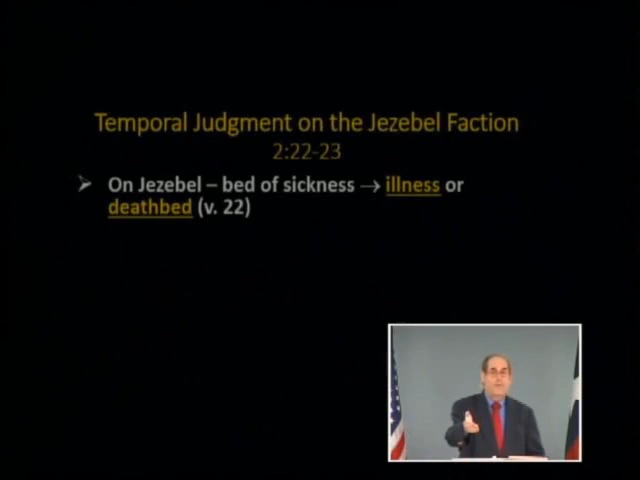 Temporal Judgment on the Jezebel Faction
2:22-23
➢ On Jezebel – bed of sickness → illness or
deathbed (v. 22)